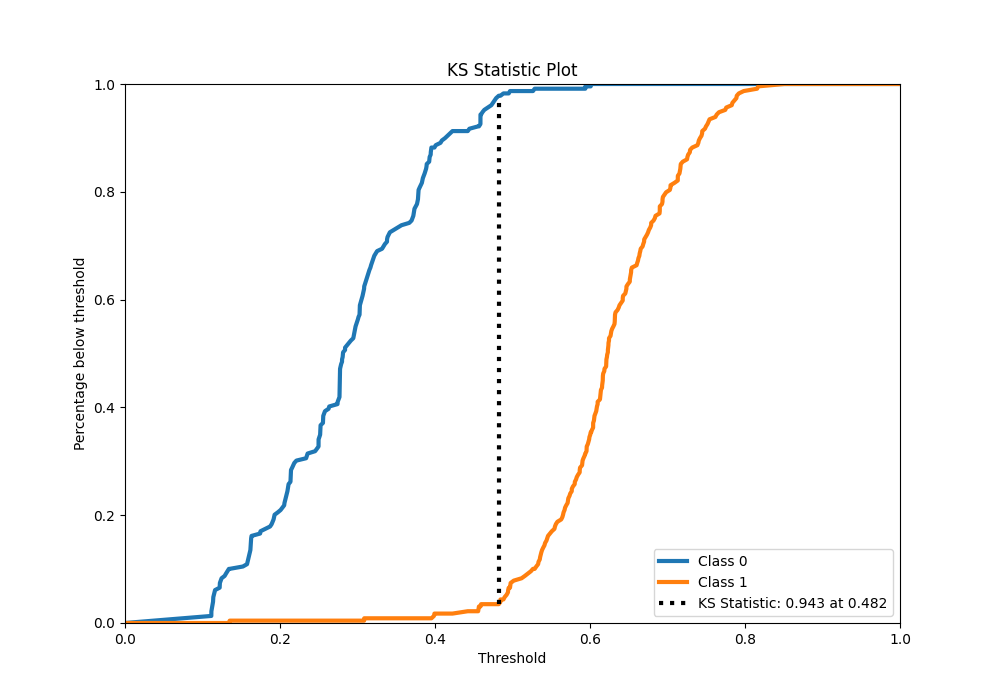 KS Statistic Plot
Percentage below threshold
1.0
0.8
0.6
0.4
0.2
0.0
0.0 0.2 0.4 0.6 0.8 1.0
Threshold
Class 0
Class 1
KS Statistic: 0.943 at 0.482